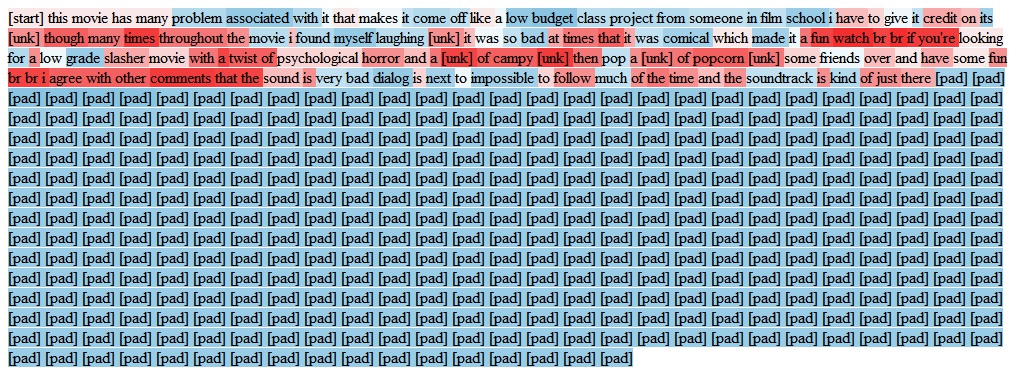 [start] this movie has many problem associated with it that makes it come off like a low budget class project from someone in film school i have to give it credit on its
[unk] though many times throughout the movie i found myself laughing [unk] it was so bad at times that it was comical which made it a fun watch br br if you're looking
for a low grade slasher movie with a twist of psychological horror and a [unk] of campy [unk] then pop a [unk] of popcorn [unk] some friends over and have some fun
br br i agree with other comments that the sound is very bad dialog is next to impossible to follow much of the time and the soundtrack is kind of just there [pad] [pad]
[pad] [pad] [pad] [pad] [pad] [pad] [pad] [pad] [pad] [pad] [pad] [pad] [pad] [pad] [pad] [pad] [pad] [pad] [pad] [pad] [pad] [pad] [pad] [pad] [pad] [pad] [pad]
[pad] [pad] [pad] [pad] [pad] [pad] [pad] [pad] [pad] [pad] [pad] [pad] [pad] [pad] [pad] [pad] [pad] [pad] [pad] [pad] [pad] [pad] [pad] [pad] [pad] [pad] [pad]
[pad] [pad] [pad] [pad] [pad] [pad] [pad] [pad] [pad] [pad] [pad] [pad] [pad] [pad] [pad] [pad] [pad] [pad] [pad] [pad] [pad] [pad] [pad] [pad] [pad] [pad] [pad]
[pad] [pad] [pad] [pad] [pad] [pad] [pad] [pad] [pad] [pad] [pad] [pad] [pad] [pad] [pad] [pad] [pad] [pad] [pad] [pad] [pad] [pad] [pad] [pad] [pad] [pad] [pad]
[pad] [pad] [pad] [pad] [pad] [pad] [pad] [pad] [pad] [pad] [pad] [pad] [pad] [pad] [pad] [pad] [pad] [pad] [pad] [pad] [pad] [pad] [pad] [pad] [pad] [pad] [pad]
[pad] [pad] [pad] [pad] [pad] [pad] [pad] [pad] [pad] [pad] [pad] [pad] [pad] [pad] [pad] [pad] [pad] [pad] [pad] [pad] [pad] [pad] [pad] [pad] [pad] [pad] [pad]
[pad] [pad] [pad] [pad] [pad] [pad] [pad] [pad] [pad] [pad] [pad] [pad] [pad] [pad] [pad] [pad] [pad] [pad] [pad] [pad] [pad] [pad] [pad] [pad] [pad] [pad] [pad]
[pad] [pad] [pad] [pad] [pad] [pad] [pad] [pad] [pad] [pad] [pad] [pad] [pad] [pad] [pad] [pad] [pad] [pad] [pad] [pad] [pad] [pad] [pad] [pad] [pad] [pad] [pad]
[pad] [pad] [pad] [pad] [pad] [pad] [pad] [pad] [pad] [pad] [pad] [pad] [pad] [pad] [pad] [pad] [pad] [pad] [pad] [pad] [pad] [pad] [pad] [pad] [pad] [pad] [pad]
[pad] [pad] [pad] [pad] [pad] [pad] [pad] [pad] [pad] [pad] [pad] [pad] [pad] [pad] [pad] [pad] [pad] [pad] [pad] [pad] [pad] [pad] [pad] [pad] [pad] [pad] [pad]
[pad] [pad] [pad] [pad] [pad] [pad] [pad] [pad] [pad] [pad] [pad] [pad] [pad] [pad] [pad] [pad] [pad] [pad] [pad] [pad] [pad] [pad] [pad] [pad] [pad] [pad] [pad]
[pad] [pad] [pad] [pad] [pad] [pad] [pad] [pad] [pad] [pad] [pad] [pad] [pad] [pad] [pad] [pad] [pad] [pad] [pad] [pad] [pad] [pad] [pad] [pad] [pad] [pad] [pad]
[pad] [pad] [pad] [pad] [pad] [pad] [pad] [pad] [pad] [pad] [pad] [pad] [pad] [pad] [pad] [pad] [pad] [pad] [pad] [pad] [pad] [pad] [pad] [pad] [pad] [pad] [pad]
[pad] [pad] [pad] [pad] [pad] [pad] [pad] [pad] [pad] [pad] [pad] [pad] [pad] [pad] [pad] [pad] [pad]